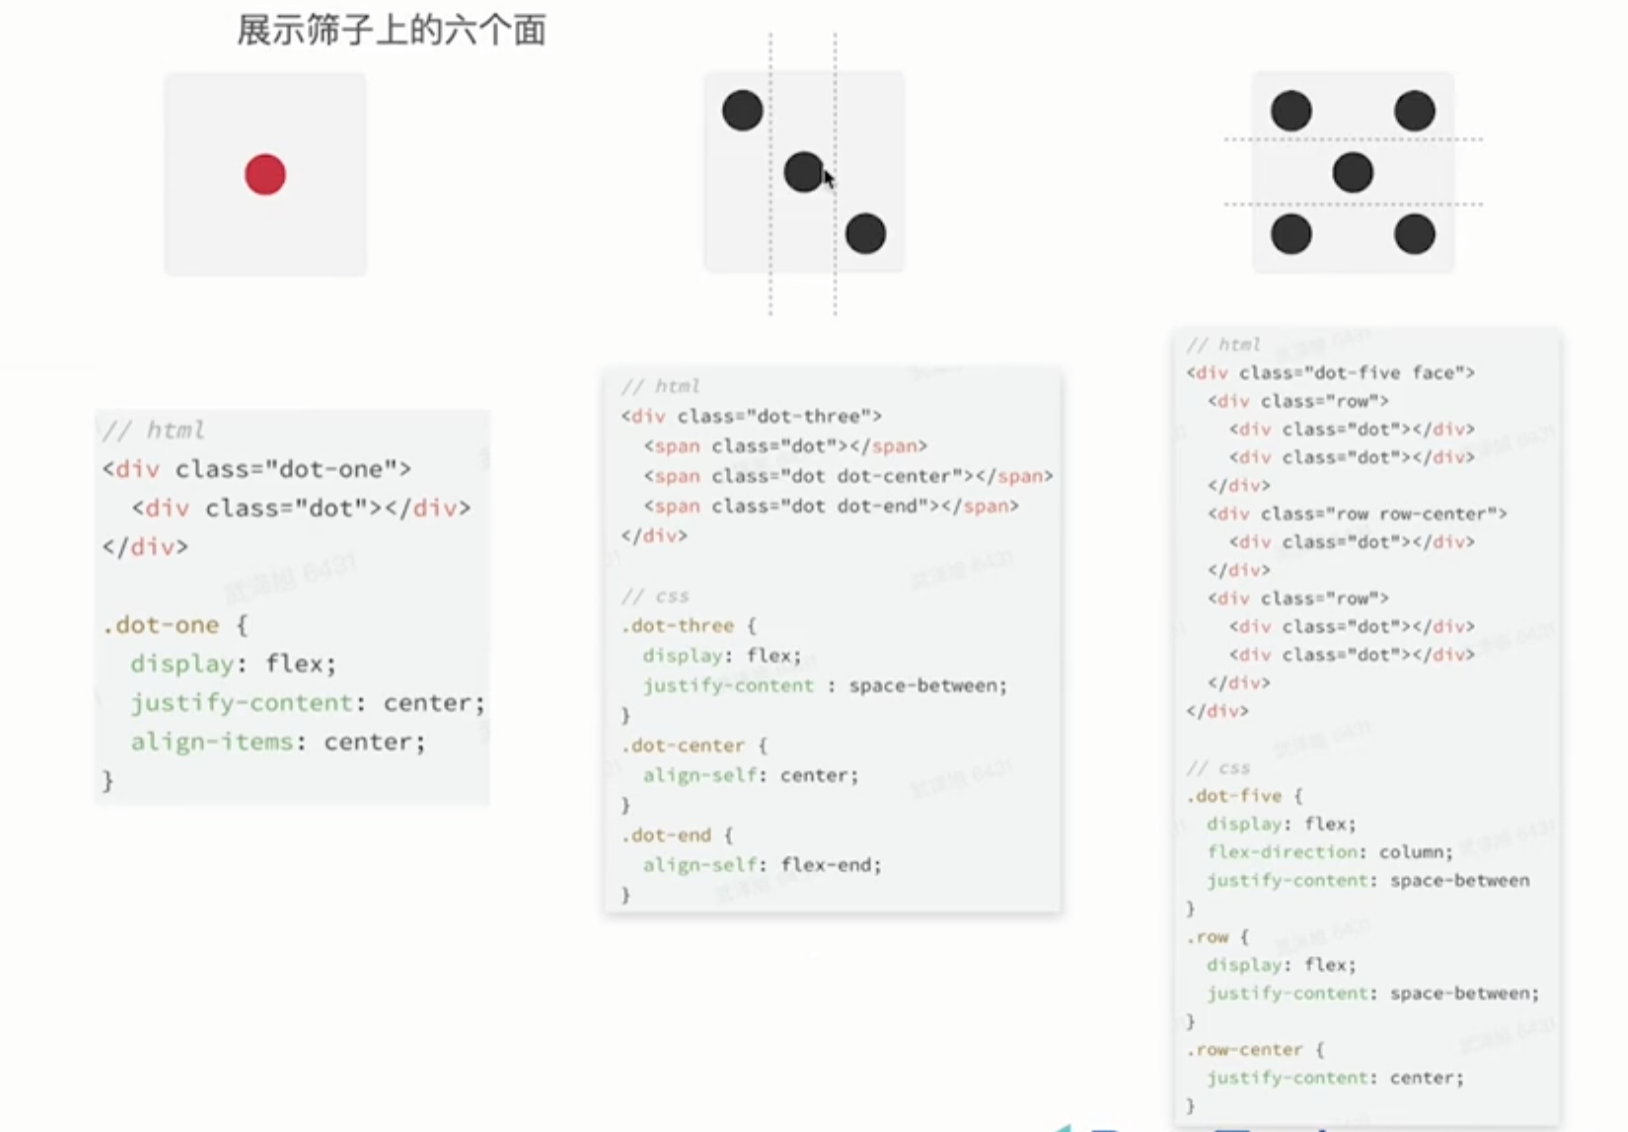 展示筛子上的六个面
// html
<div class="dot-one">
  <div class="dot"></div>
</div>
.dot-one {
  display: flex;
  justify-content: center;
  align-items: center;
}
// html
<div class="dot-three">
  <span class="dot"></span>
  <span class="dot dot-center"></span>
  <span class="dot dot-end"></span>
</div>
// css
.dot-three {
  display: flex;
  justify-content : space-between;
}
.dot-center {
  align-self: center;
}
.dot-end {
  align-self: flex-end;
}
// html
<div class="dot-five face">
  <div class="row">
    <div class="dot"></div>
    <div class="dot"></div>
  </div>
  <div class="row row-center">
    <div class="dot"></div>
  </div>
  <div class="row">
    <div class="dot"></div>
    <div class="dot"></div>
  </div>
</div>
// css
.dot-five {
  display: flex;
  flex-direction: column;
  justify-content: space-between
}
.row {
  display: flex;
  justify-content: space-between;
}
.row-center {
  justify-content: center;
}